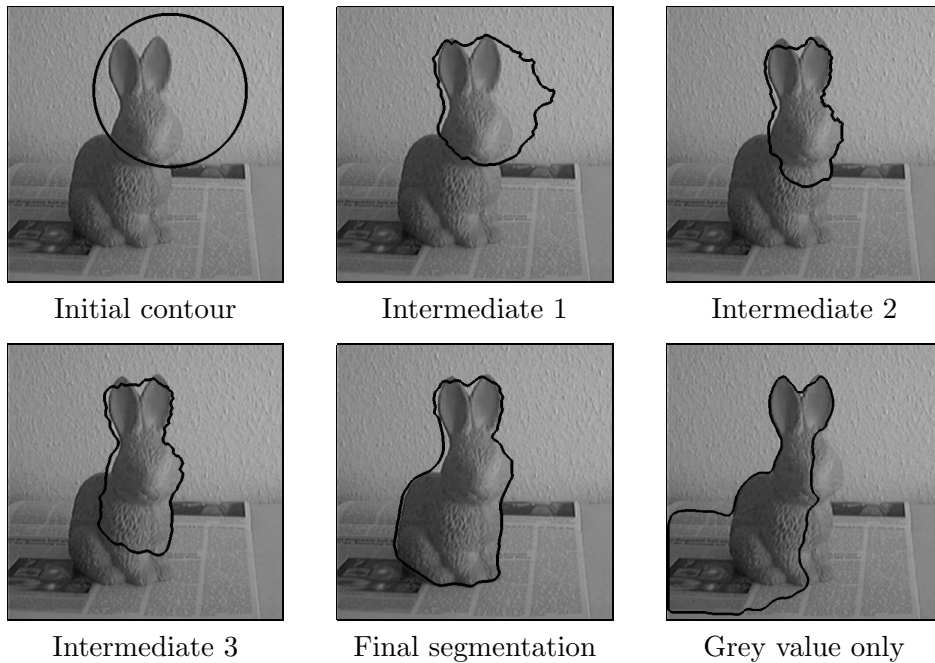 Initial contour
Intermediate 1
Intermediate 2
Intermediate 3
Final segmentation
Grey value only